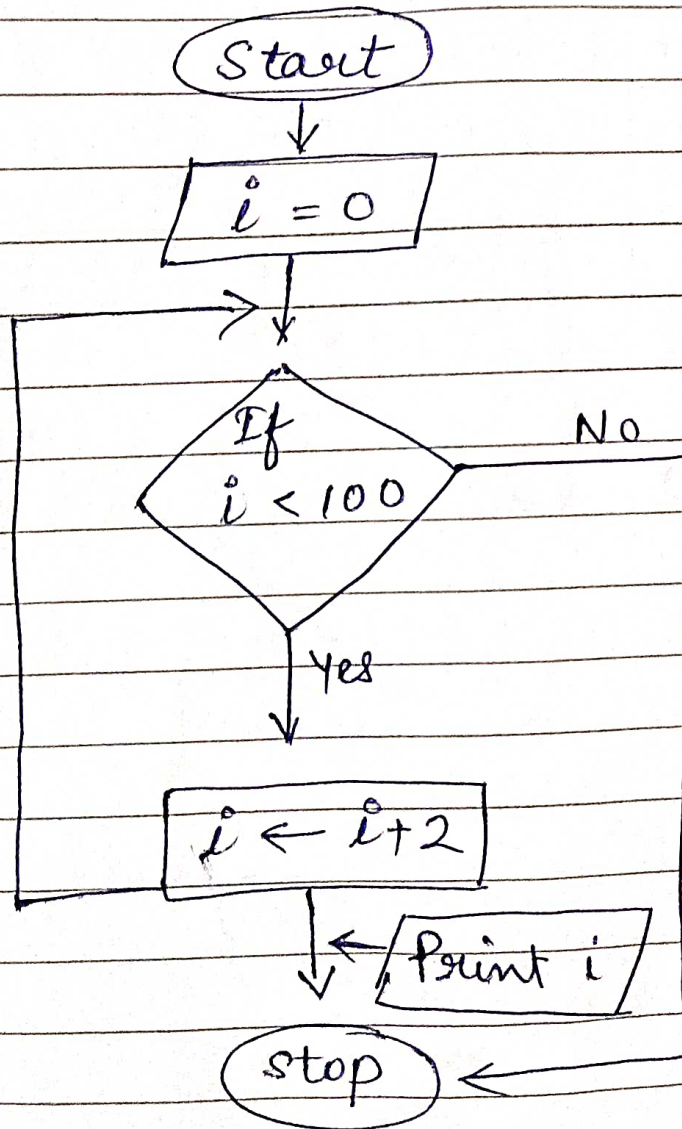 Start
i = 0
If
i < 100
NO
Yes
i ← i+2
Print i
Stop